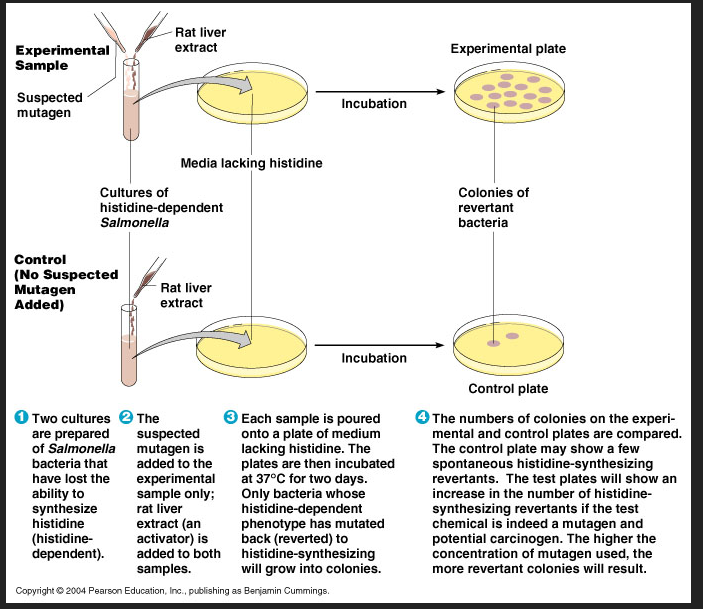 Experimental
Sample
Rat liver
extract
Experimental plate
Suspected
mutagen
Incubation
Media lacking histidine
Cultures of
histidine-dependent
Salmonella
Colonies of
revertant
bacteria
Control
(No Suspected
Mutagen
Added)
Rat liver
extract
Incubation
Control plate
1 Two cultures
are prepared
of Salmonella
bacteria that
have lost the
ability to
synthesize
histidine
(histidine-
dependent).
2 The
suspected
mutagen is
added to the
experimental
sample only;
rat liver
extract (an
activator) is
added to both
samples.
3 Each sample is poured
onto a plate of medium
lacking histidine. The
plates are then incubated
at 37°C for two days.
Only bacteria whose
histidine-dependent
phenotype has mutated
back (reverted) to
histidine-synthesizing
will grow into colonies.
4 The numbers of colonies on the experi-
mental and control plates are compared.
The control plate may show a few
spontaneous histidine-synthesizing
revertants. The test plates will show an
increase in the number of histidine-
synthesizing revertants if the test
chemical is indeed a mutagen and
potential carcinogen. The higher the
concentration of mutagen used, the
more revertant colonies will result.
Copyright © 2004 Pearson Education, Inc., publishing as Benjamin Cummings.